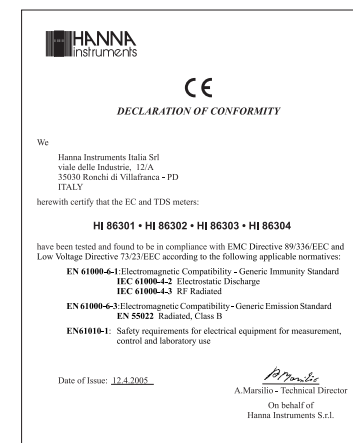 HANNA
instruments
CE
DECLARATION OF CONFORMITY
We
Hanna Instruments Italia Srl
viale delle Industrie, 12/A
35030 Ronchi di Villafranca - PD
ITALY
herewith certify that the EC and TDS meters:
HI 86301 • HI 86302 • HI 86303 • HI 86304
have been tested and found to be in compliance with EMC Directive 89/336/EEC and
Low Voltage Directive 73/23/EEC according to the following applicable normatives:
EN 61000-6-1:Electromagnetic Compatibility - Generic Immunity Standard
IEC 61000-4-2 Electrostatic Discharge
IEC 61000-4-3 RF Radiated
EN 61000-6-3:Electromagnetic Compatibility - Generic Emission Standard
EN 55022 Radiated, Class B
EN61010-1: Safety requirements for electrical equipment for measurement,
control and laboratory use
Date of Issue: 12.4.2005
A.Marsilio - Technical Director
On behalf of
Hanna Instruments S.r.l.